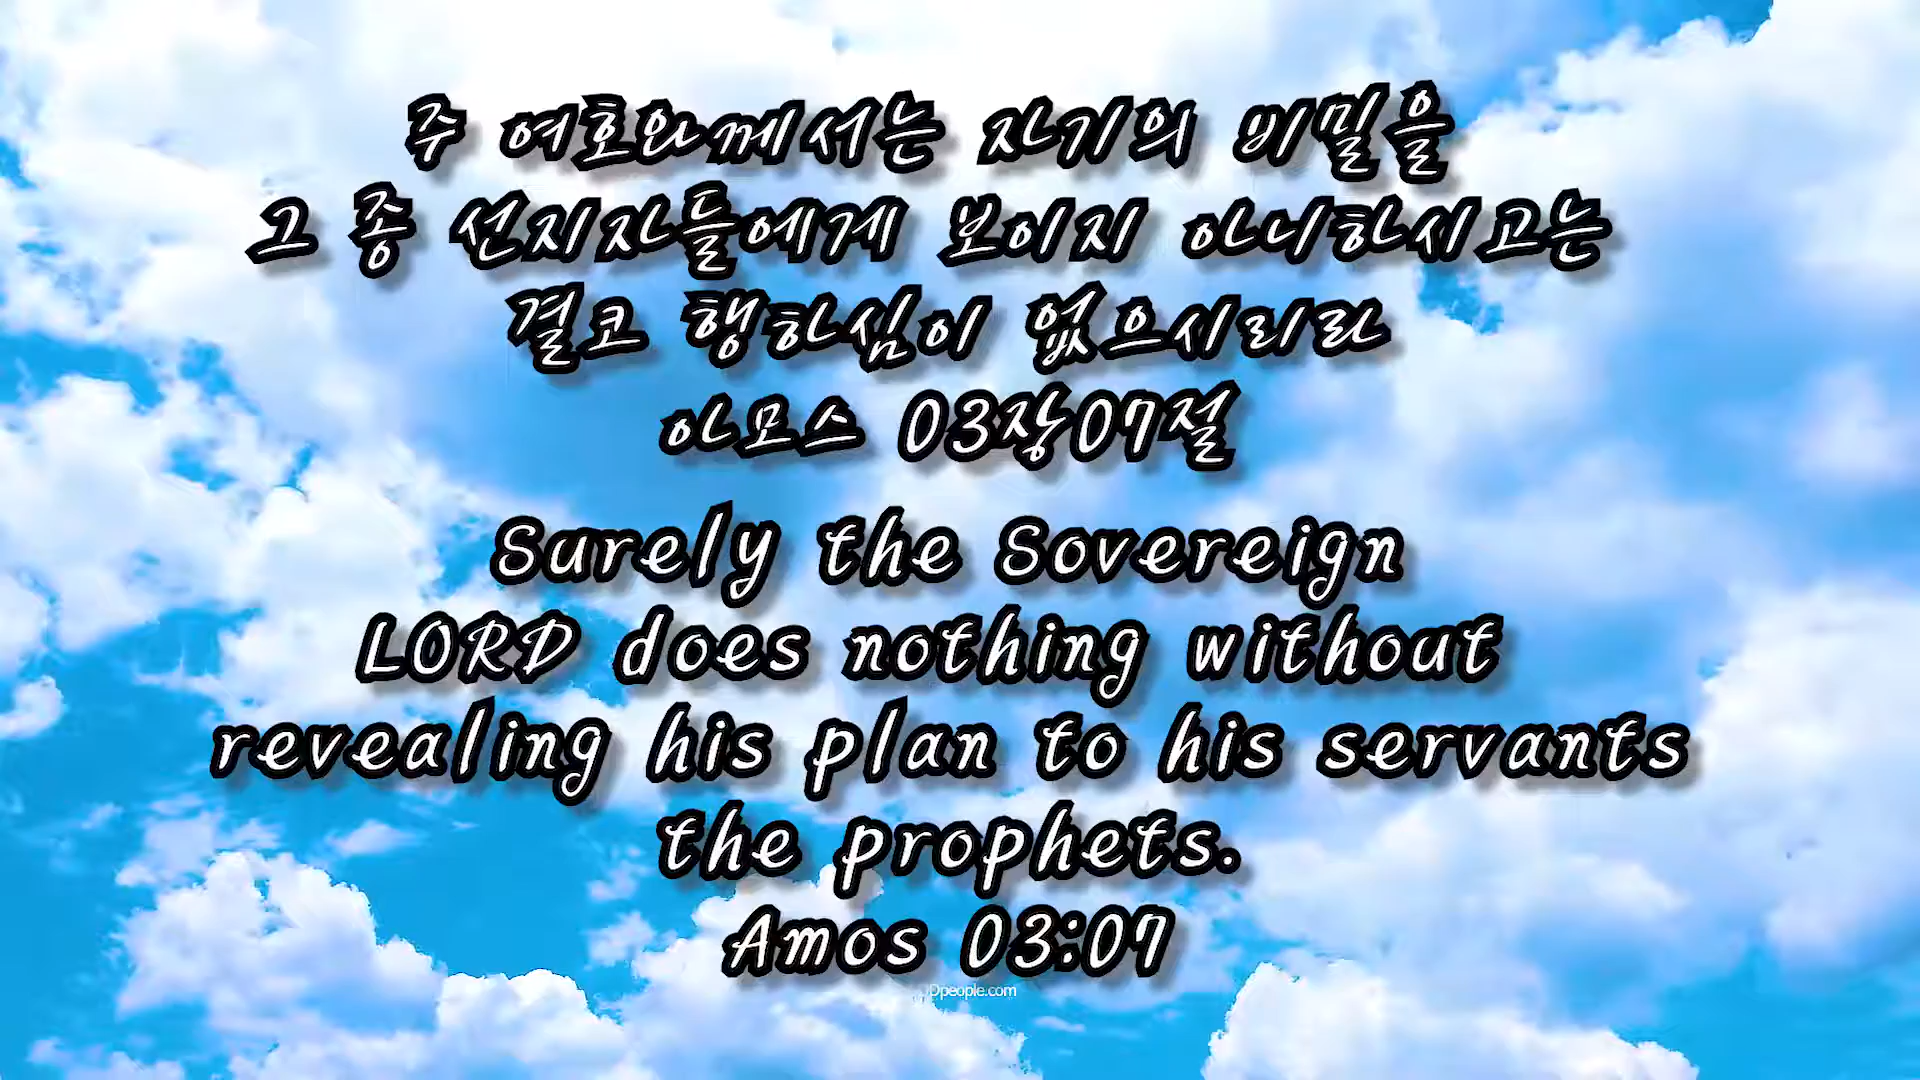 주 여호와께서는 자기의 비밀을
그 종 선지자들에게 보이지 아니하시고는
결코 행하심이 없으시리라
아모스 03장07절
Surely the Sovereign
LORD does nothing without
revealing his plan to his servants
the prophets.
Amos 03:07
JDpeople.com